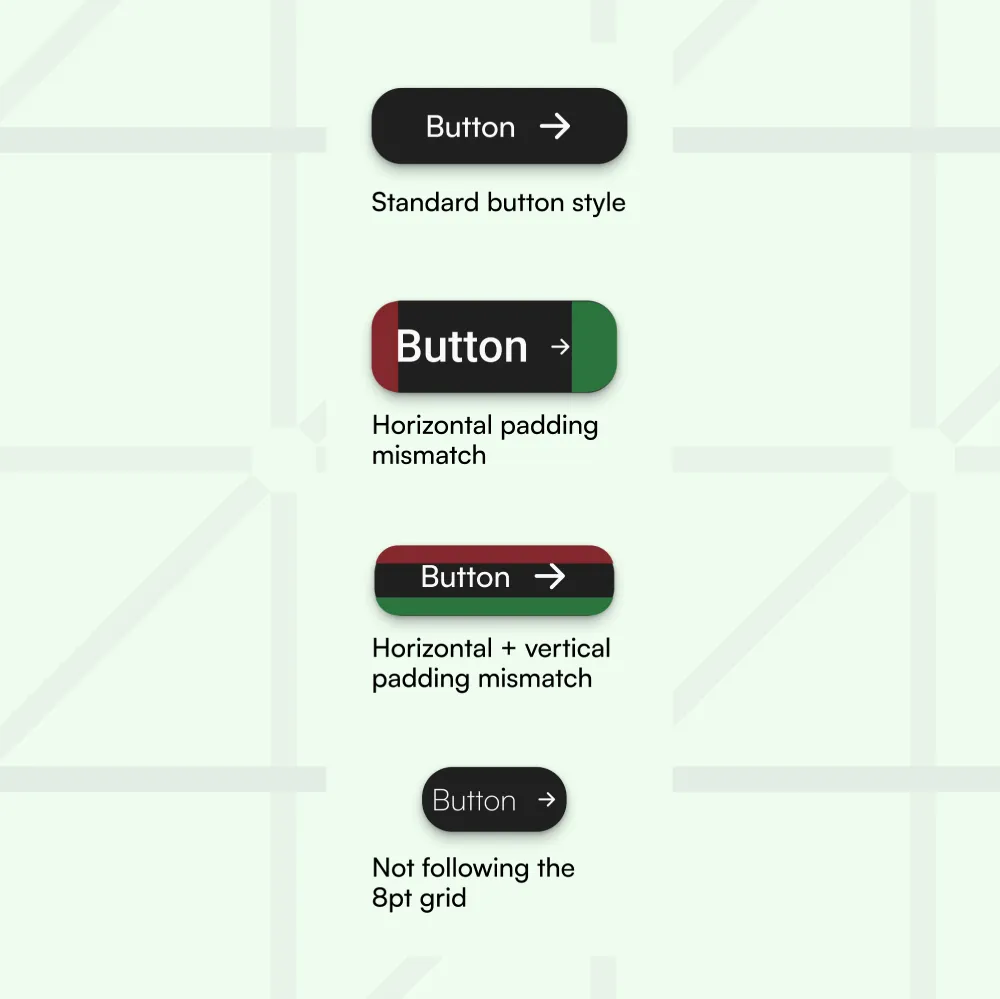 Button
Standard button style
Button
Horizontal padding
mismatch
Button
Horizontal + vertical
padding mismatch
Button
Not following the
8pt grid